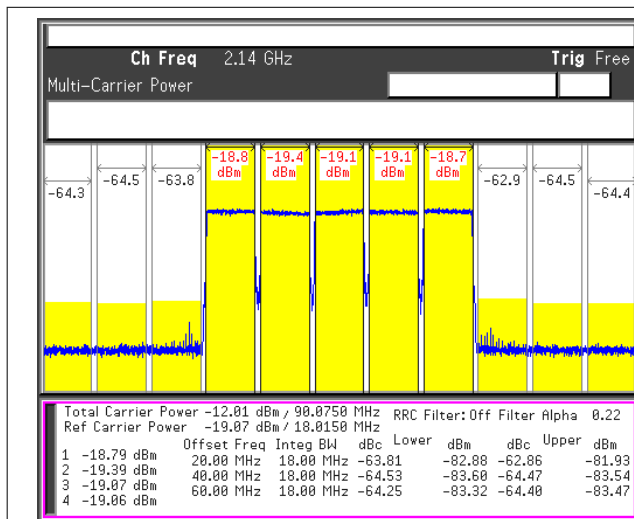 Ch Freq 2.14 GHz Trig Free
Multi-Carrier Power
-18.8 dBm -19.4 dBm -19.1 dBm -19.1 dBm -18.7 dBm
-64.3 -64.5 -63.8 -62.9 -64.5 -64.4
Total Carrier Power -12.01 dBm/ 90.0750 MHz RRC Filter: Off Filter Alpha 0.22
Ref Carrier Power -19.07 dBm/ 18.0150 MHz
Offset Freq Integ BW dBc Lower dBm dBc Upper dBm
1 -18.79 dBm 20.00 MHz 18.00 MHz -63.81 -82.88 -62.86 -81.93
2 -19.39 dBm 40.00 MHz 18.00 MHz -64.53 -83.60 -64.47 -83.54
3 -19.07 dBm 60.00 MHz 18.00 MHz -64.25 -83.32 -64.40 -83.47
4 -19.06 dBm